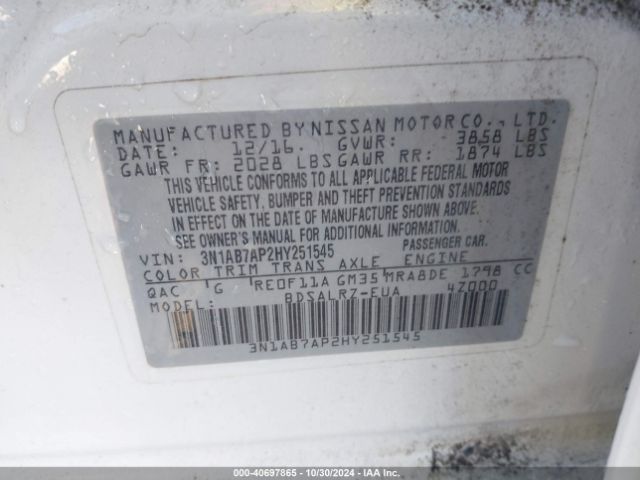 MANUFACTURED BY NISSAN MOTOR CO., LTD.
DATE: 12/16. GVWR: 3858 LBS
GAWR FR: 2028 LBS GAWR RR: 1874 LBS
THIS VEHICLE CONFORMS TO ALL APPLICABLE FEDERAL MOTOR
VEHICLE SAFETY, BUMPER AND THEFT PREVENTION STANDARDS
IN EFFECT ON THE DATE OF MANUFACTURE SHOWN ABOVE.
SEE OWNER'S MANUAL FOR ADDITIONAL INFORMATION.
VIN: 3N1AB7AP2HY251545 PASSENGER CAR.
COLOR TRIM TRANS AXLE ENGINE
QAC G RE0F11A GM35 MRA8DE 1798 CC
MODEL: BDSALRZ-EUA 4Z000
3N1AB7AP2HY251545
000-40697865 | 10/30/2024 | IAA Inc.